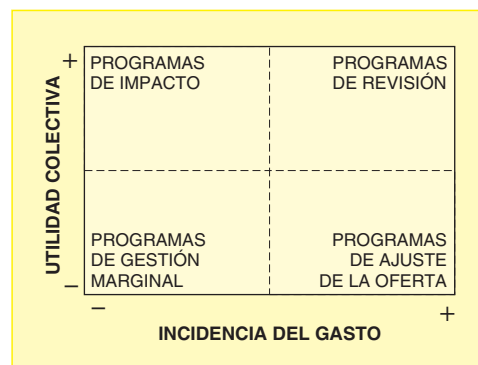 +
UTILIDAD COLECTIVA
–
PROGRAMAS
DE IMPACTO
PROGRAMAS
DE REVISIÓN
PROGRAMAS
DE GESTIÓN
MARGINAL
PROGRAMAS
DE AJUSTE
DE LA OFERTA
–
+
INCIDENCIA DEL GASTO